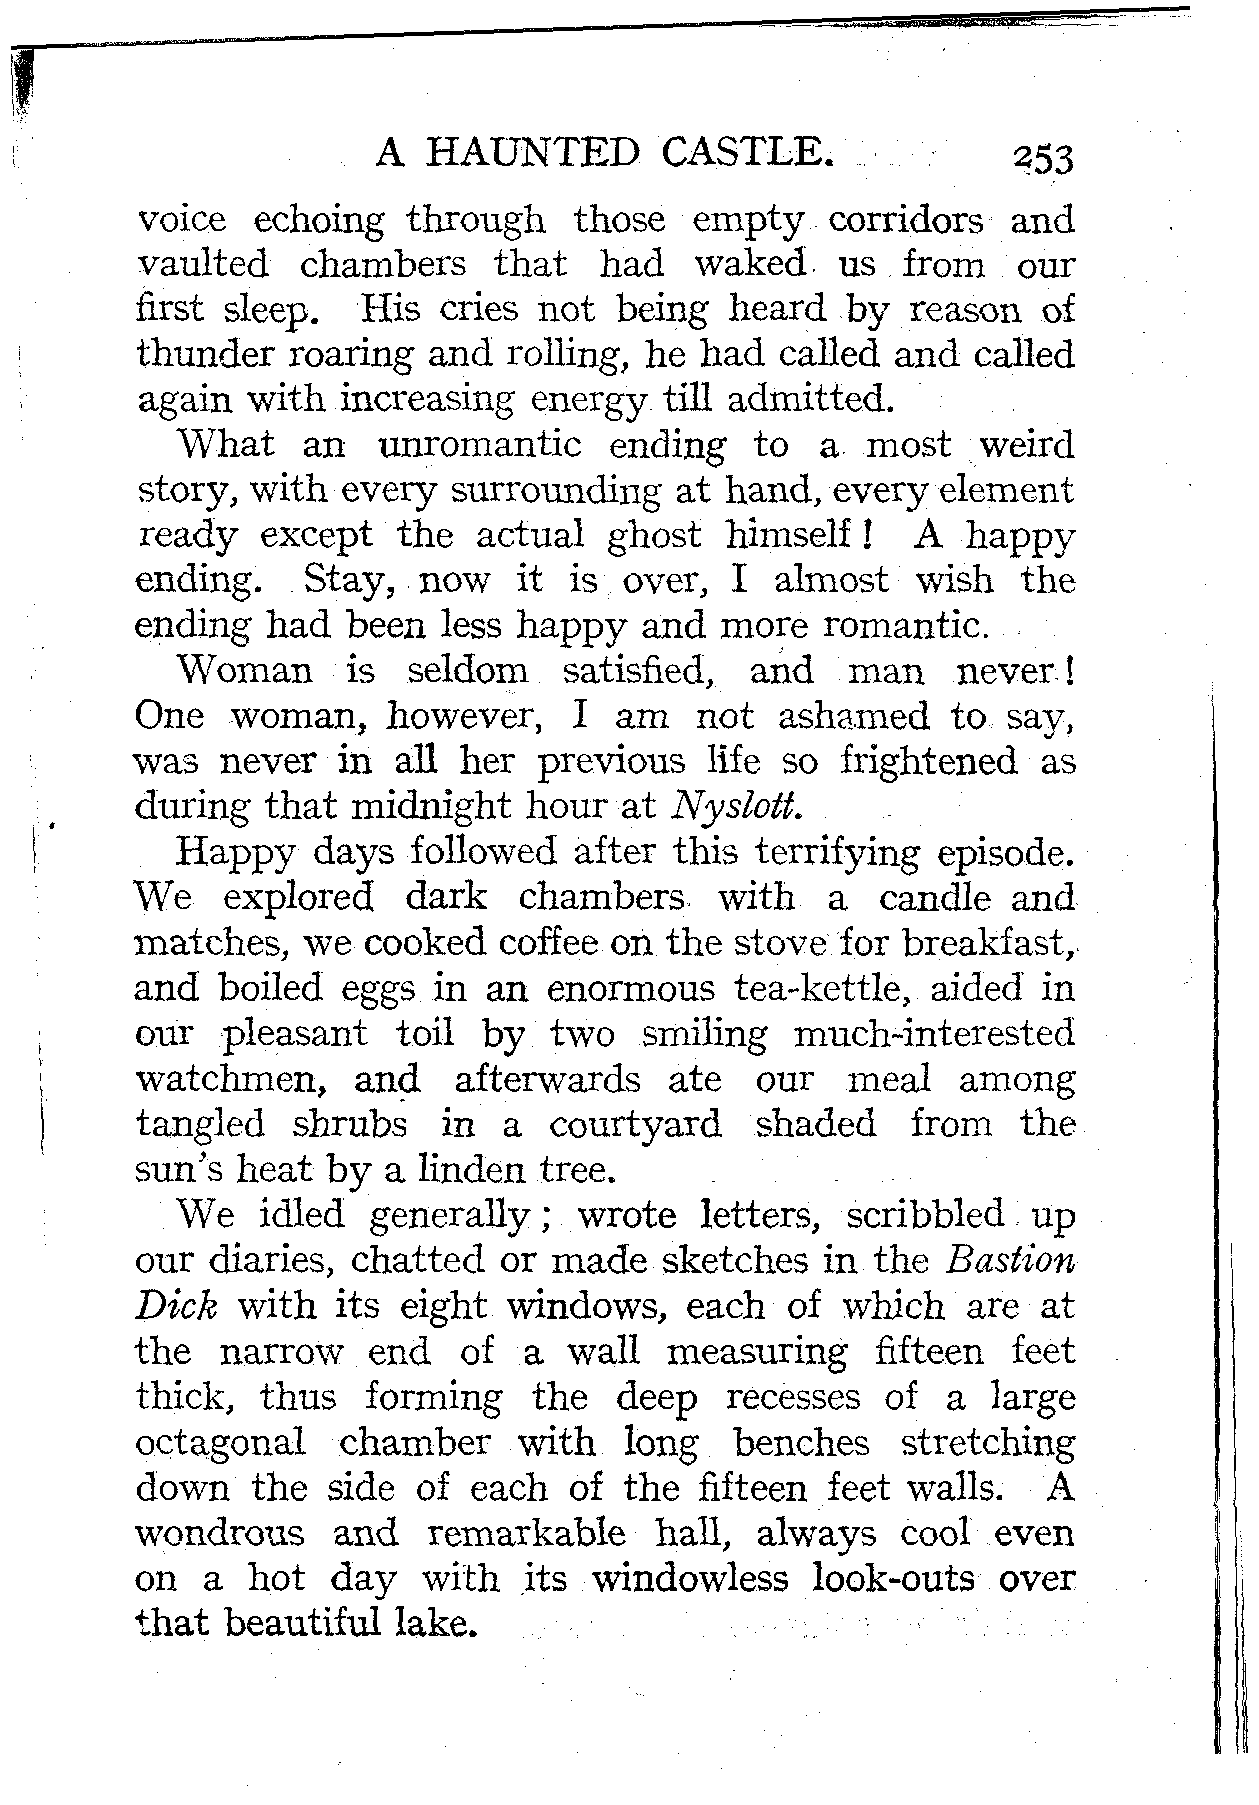 A HAUNTED CASTLE. 253
voice echoing through those empty corridors and
vaulted chambers that had waked us from our
first sleep. His cries not being heard by reason of
thunder roaring and rolling, he had called and called
again with increasing energy till admitted.
What an unromantic ending to a most weird
story, with every surrounding at hand, every element
ready except the actual ghost himself! A happy
ending. Stay, now it is over, I almost wish the
ending had been less happy and more romantic.
Woman is seldom satisfied, and man never!
One woman, however, I am not ashamed to say,
was never in all her previous life so frightened as
during that midnight hour at Nyslott.
Happy days followed after this terrifying episode.
We explored dark chambers with a candle and
matches, we cooked coffee on the stove for breakfast,
and boiled eggs in an enormous tea-kettle, aided in
our pleasant toil by two smiling much-interested
watchmen, and afterwards ate our meal among
tangled shrubs in a courtyard shaded from the
sun's heat by a linden tree.
We idled generally; wrote letters, scribbled up
our diaries, chatted or made sketches in the Bastion
Dick with its eight windows, each of which are at
the narrow end of a wall measuring fifteen feet
thick, thus forming the deep recesses of a large
octagonal chamber with long benches stretching
down the side of each of the fifteen feet walls. A
wondrous and remarkable hall, always cool even
on a hot day with its windowless look-outs over
that beautiful lake.